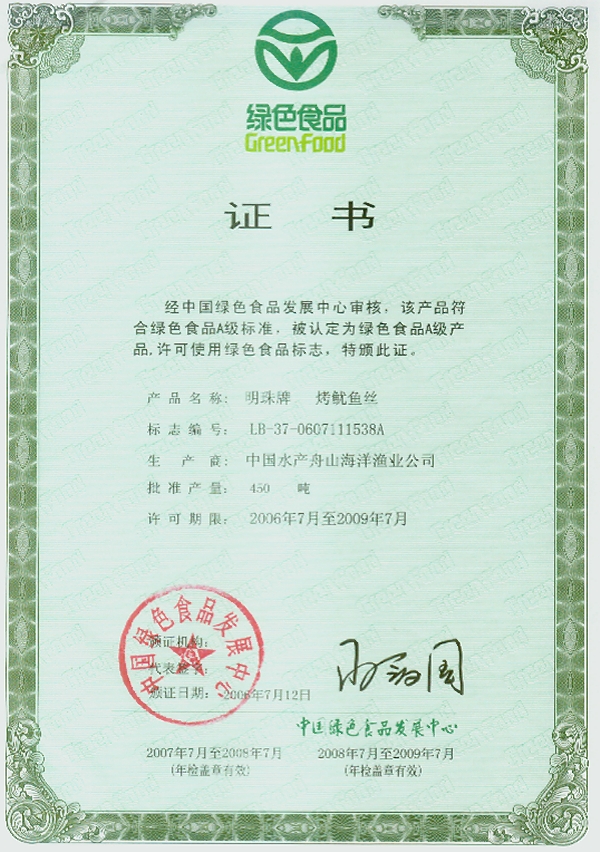 绿色食品
GreenFood
证 书
经中国绿色食品发展中心审核，该产品符
合绿色食品A级标准，被认定为绿色食品A级产
品,许可使用绿色食品标志，特颁此证。
产品名称: 明珠牌 烤鱿鱼丝
标志编号: LB-37-0607111538A
生 产 商: 中国水产舟山海洋渔业公司
批准产量: 450 吨
许可期限: 2006年7月至2009年7月
中国绿色食品发展中心
颁证机构:
代表签名:
颁证日期: 2006年7月12日
中国绿色食品发展中心
2007年7月至2008年7月 2008年7月至2009年7月
(年检盖章有效) (年检盖章有效)